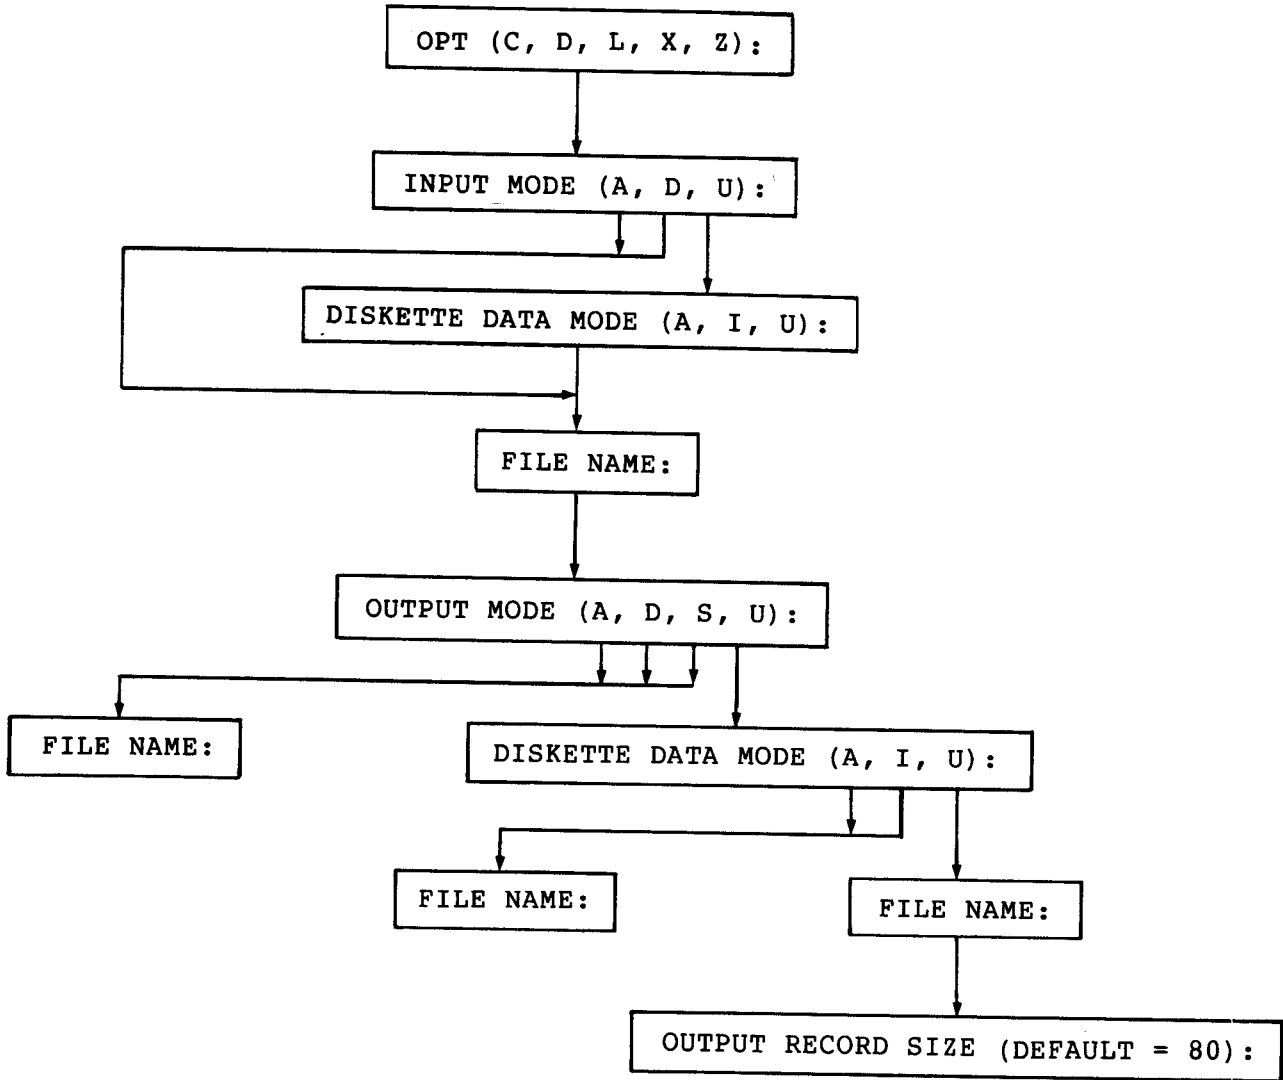 OPT (C, D, L, X, Z):
INPUT MODE (A, D, U):
DISKETTE DATA MODE (A, I, U):
FILE NAME:
OUTPUT MODE (A, D, S, U):
FILE NAME:
DISKETTE DATA MODE (A, I, U):
FILE NAME:
FILE NAME:
OUTPUT RECORD SIZE (DEFAULT = 80):